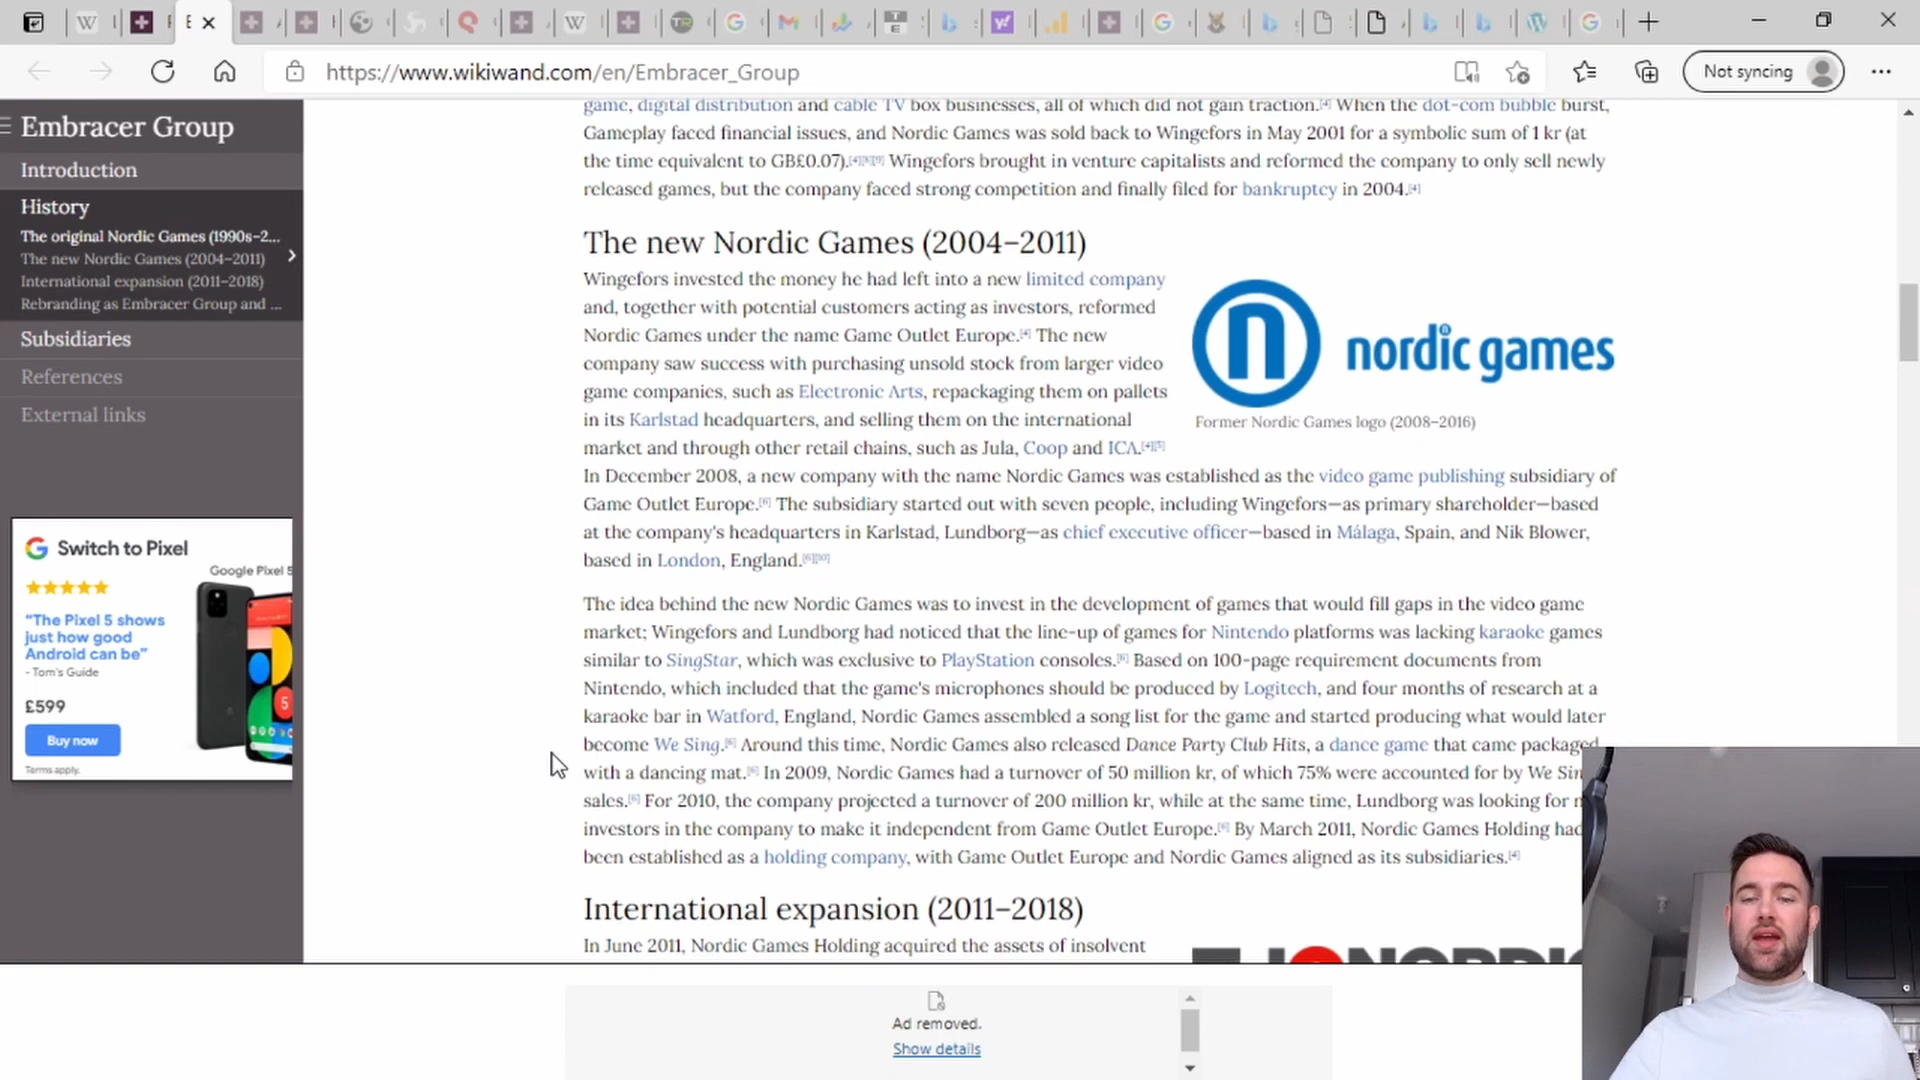 https://www.wikiwand.com/en/Embracer_Group
Not syncing
Embracer Group
Introduction
History
The original Nordic Games (1990s–2...
The new Nordic Games (2004–2011)
International expansion (2011–2018)
Rebranding as Embracer Group and ...
Subsidiaries
References
External links
Switch to Pixel
Google Pixel 5
“The Pixel 5 shows
just how good
Android can be”
- Tom's Guide
£599
Buy now
Terms apply.
game, digital distribution and cable TV box businesses, all of which did not gain traction.[4] When the dot-com bubble burst,
Gameplay faced financial issues, and Nordic Games was sold back to Wingefors in May 2001 for a symbolic sum of 1 kr (at
the time equivalent to GB£0.07).[4][8][9] Wingefors brought in venture capitalists and reformed the company to only sell newly
released games, but the company faced strong competition and finally filed for bankruptcy in 2004.[4]
The new Nordic Games (2004–2011)
Wingefors invested the money he had left into a new limited company
and, together with potential customers acting as investors, reformed
Nordic Games under the name Game Outlet Europe.[4] The new
company saw success with purchasing unsold stock from larger video
game companies, such as Electronic Arts, repackaging them on pallets
in its Karlstad headquarters, and selling them on the international
market and through other retail chains, such as Jula, Coop and ICA.[4][5]
n nordic games
Former Nordic Games logo (2008–2016)
In December 2008, a new company with the name Nordic Games was established as the video game publishing subsidiary of
Game Outlet Europe.[6] The subsidiary started out with seven people, including Wingefors—as primary shareholder—based
at the company's headquarters in Karlstad, Lundborg—as chief executive officer—based in Málaga, Spain, and Nik Blower,
based in London, England.[6][10]
The idea behind the new Nordic Games was to invest in the development of games that would fill gaps in the video game
market; Wingefors and Lundborg had noticed that the line-up of games for Nintendo platforms was lacking karaoke games
similar to SingStar, which was exclusive to PlayStation consoles.[6] Based on 100-page requirement documents from
Nintendo, which included that the game's microphones should be produced by Logitech, and four months of research at a
karaoke bar in Watford, England, Nordic Games assembled a song list for the game and started producing what would later
become We Sing.[6] Around this time, Nordic Games also released Dance Party Club Hits, a dance game that came packaged
with a dancing mat.[6] In 2009, Nordic Games had a turnover of 50 million kr, of which 75% were accounted for by We Sin
sales.[6] For 2010, the company projected a turnover of 200 million kr, while at the same time, Lundborg was looking for
investors in the company to make it independent from Game Outlet Europe.[6] By March 2011, Nordic Games Holding had
been established as a holding company, with Game Outlet Europe and Nordic Games aligned as its subsidiaries.[4]
International expansion (2011–2018)
In June 2011, Nordic Games Holding acquired the assets of insolvent
Ad removed.
Show details